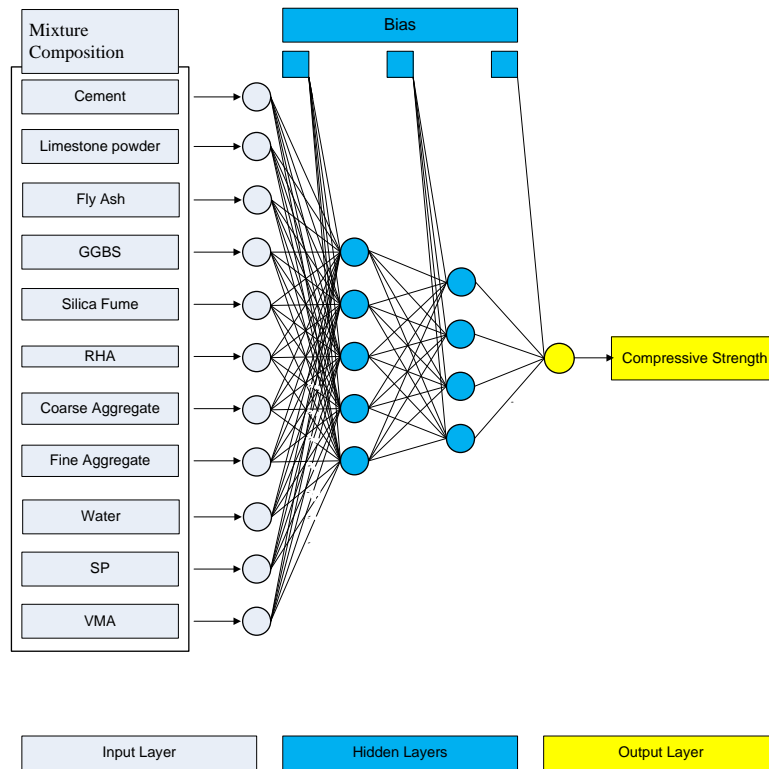 Mixture
Composition
Bias
Cement
Limestone powder
Fly Ash
GGBS
Silica Fume
RHA
Coarse Aggregate
Fine Aggregate
Water
SP
VMA
Compressive Strength
Input Layer
Hidden Layers
Output Layer